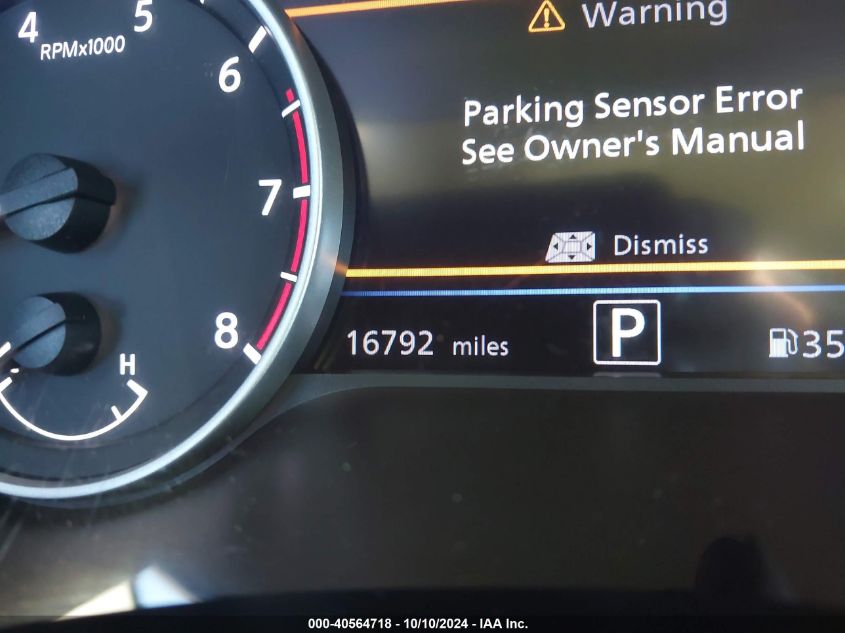 4
5
RPMx1000
6
7
8
H
Warning
Parking Sensor Error
See Owner's Manual
Dismiss
16792 miles
P
35
000-40564718 - 10/10/2024 - IAA Inc.